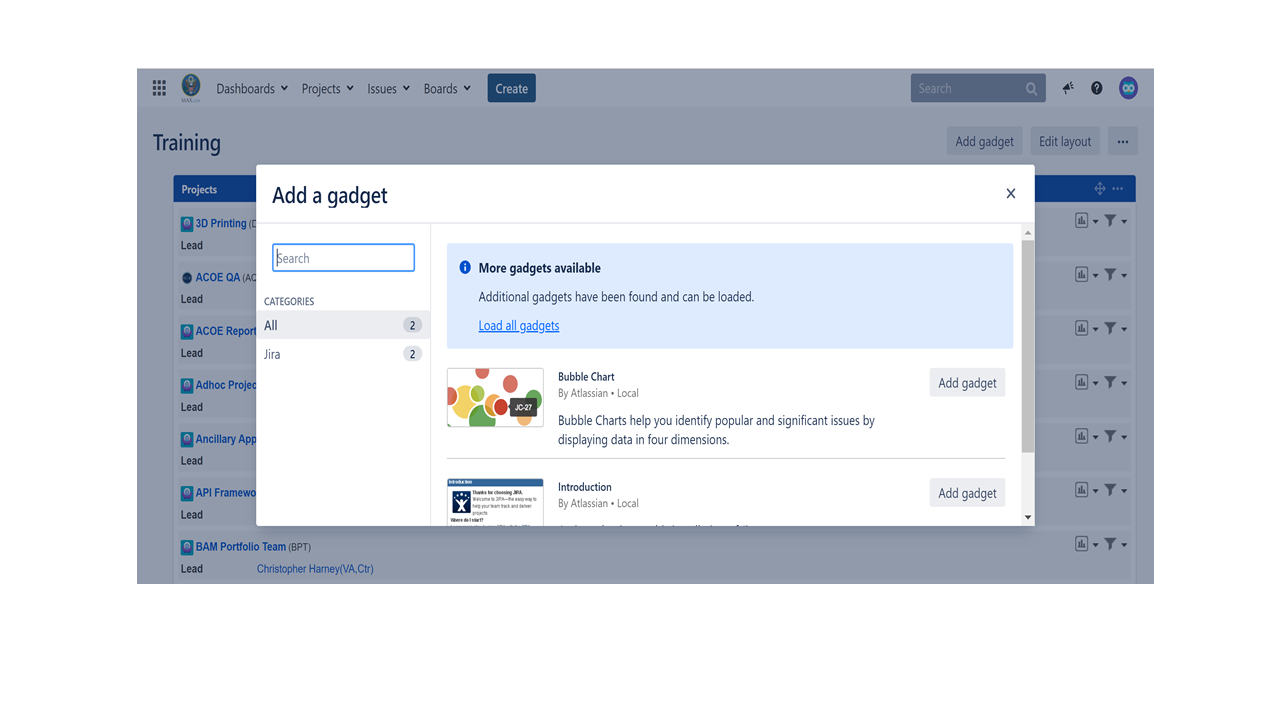 Dashboards Projects Issues Boards Create Search
MAX.gov
Training
Add gadget Edit layout
Projects
3D Printing (D
Lead
ACOE QA (AC
Lead
ACOE Report
Lead
Adhoc Projec
Lead
Ancillary App
Lead
API Framewo
Lead
BAM Portfolio Team (BPT)
Lead Christopher Harney(VA,Ctr)
Add a gadget
Search
CATEGORIES
All 2
Jira 2
More gadgets available
Additional gadgets have been found and can be loaded.
Load all gadgets
JC-27
Bubble Chart
By Atlassian • Local
Bubble Charts help you identify popular and significant issues by
displaying data in four dimensions.
Add gadget
Introduction
Thanks for choosing JIRA.
Welcome to JIRA—the easy way to
help your team track and deliver
projects
Where do I start?
Introduction
By Atlassian • Local
Add gadget